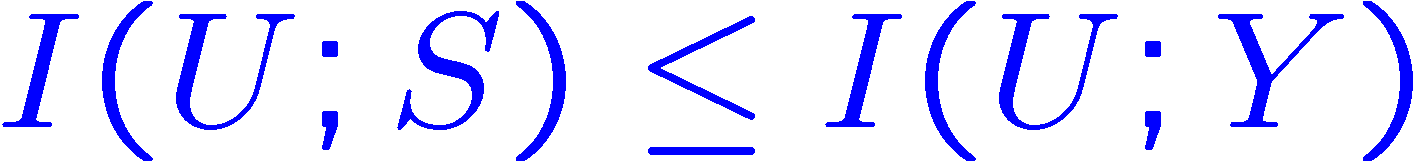 I(U; S) ≤ I(U; Y)